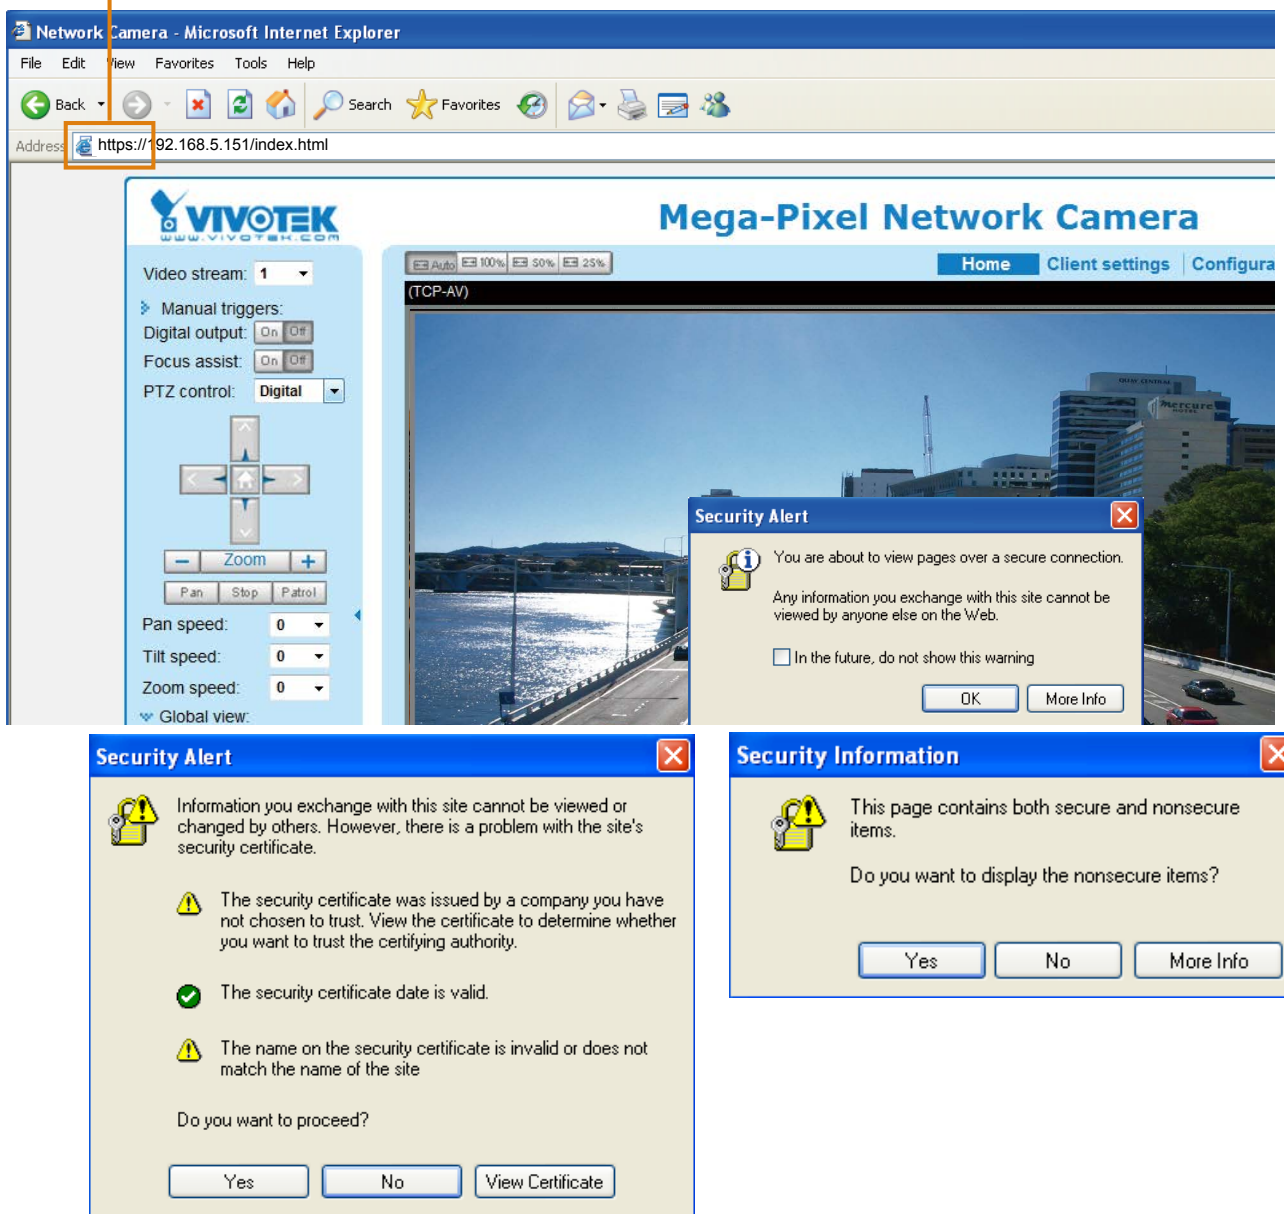 Network Camera - Microsoft Internet Explorer
File Edit View Favorites Tools Help
Back Search Favorites
Address https://192.168.5.151/index.html
VIVOTEK
www.vivotek.com
Mega-Pixel Network Camera
Video stream: 1
Auto 100% 50% 25%
Home Client settings Configura
(TCP-AV)
Manual triggers:
Digital output: On Off
Focus assist: On Off
PTZ control: Digital
Zoom
Pan Stop Patrol
Pan speed: 0
Tilt speed: 0
Zoom speed: 0
Global view:
QUAY CENTRAL
Mercure
HOTEL
Security Alert
You are about to view pages over a secure connection.
Any information you exchange with this site cannot be
viewed by anyone else on the Web.
In the future, do not show this warning
OK More Info
Security Alert
Information you exchange with this site cannot be viewed or
changed by others. However, there is a problem with the site's
security certificate.
The security certificate was issued by a company you have
not chosen to trust. View the certificate to determine whether
you want to trust the certifying authority.
The security certificate date is valid.
The name on the security certificate is invalid or does not
match the name of the site
Do you want to proceed?
Yes No View Certificate
Security Information
This page contains both secure and nonsecure
items.
Do you want to display the nonsecure items?
Yes No More Info